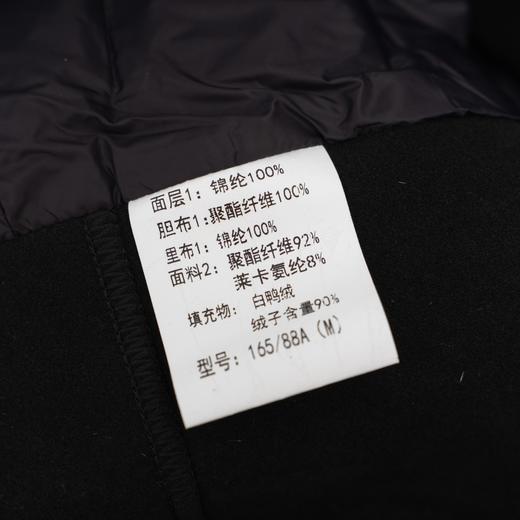 面层1: 锦纶100%
胆布1:聚酯纤维100%
里布1:锦纶100%
面料2: 聚酯纤维92%
莱卡氨纶8%
填充物: 白鸭绒
绒子含量90%
型号: 165/88A(M)